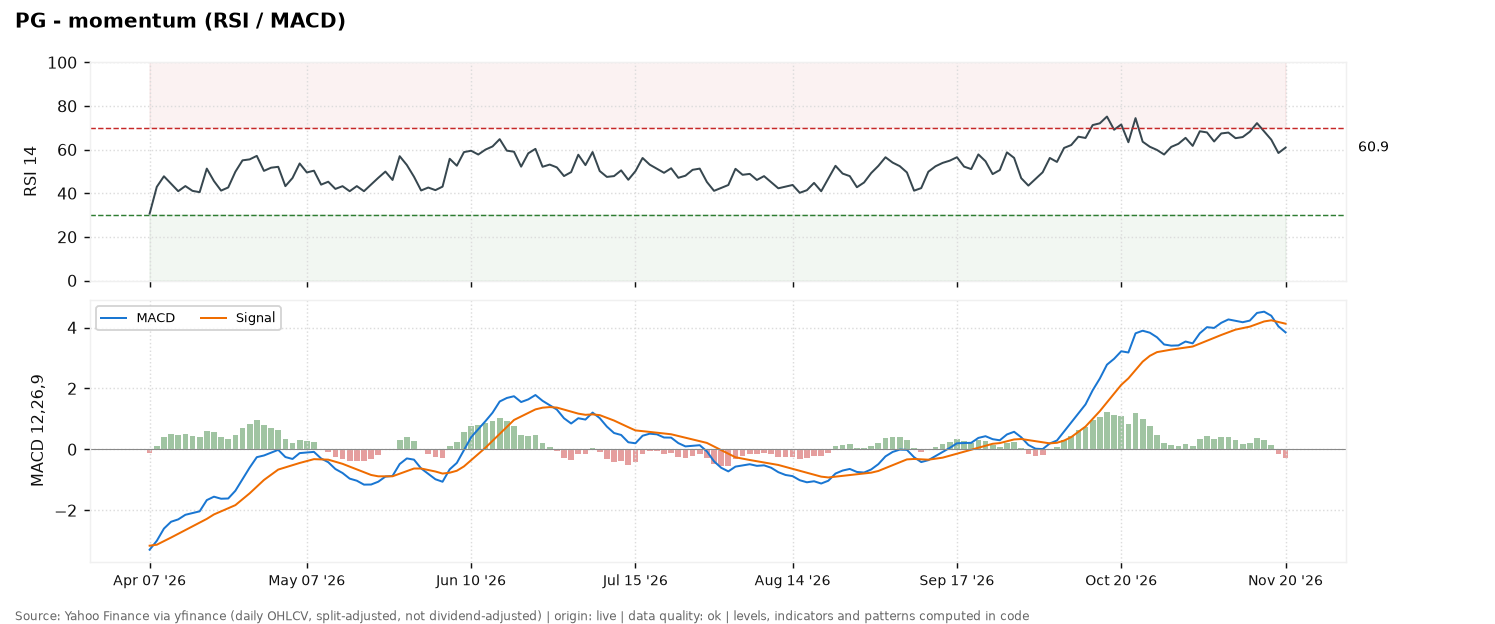 PG - momentum (RSI / MACD)
100
80
60
40
20
0
RSI 14
60.9
MACD
Signal
4
2
0
−2
MACD 12,26,9
Apr 07 '26
May 07 '26
Jun 10 '26
Jul 15 '26
Aug 14 '26
Sep 17 '26
Oct 20 '26
Nov 20 '26
Source: Yahoo Finance via yfinance (daily OHLCV, split-adjusted, not dividend-adjusted) | origin: live | data quality: ok | levels, indicators and patterns computed in code